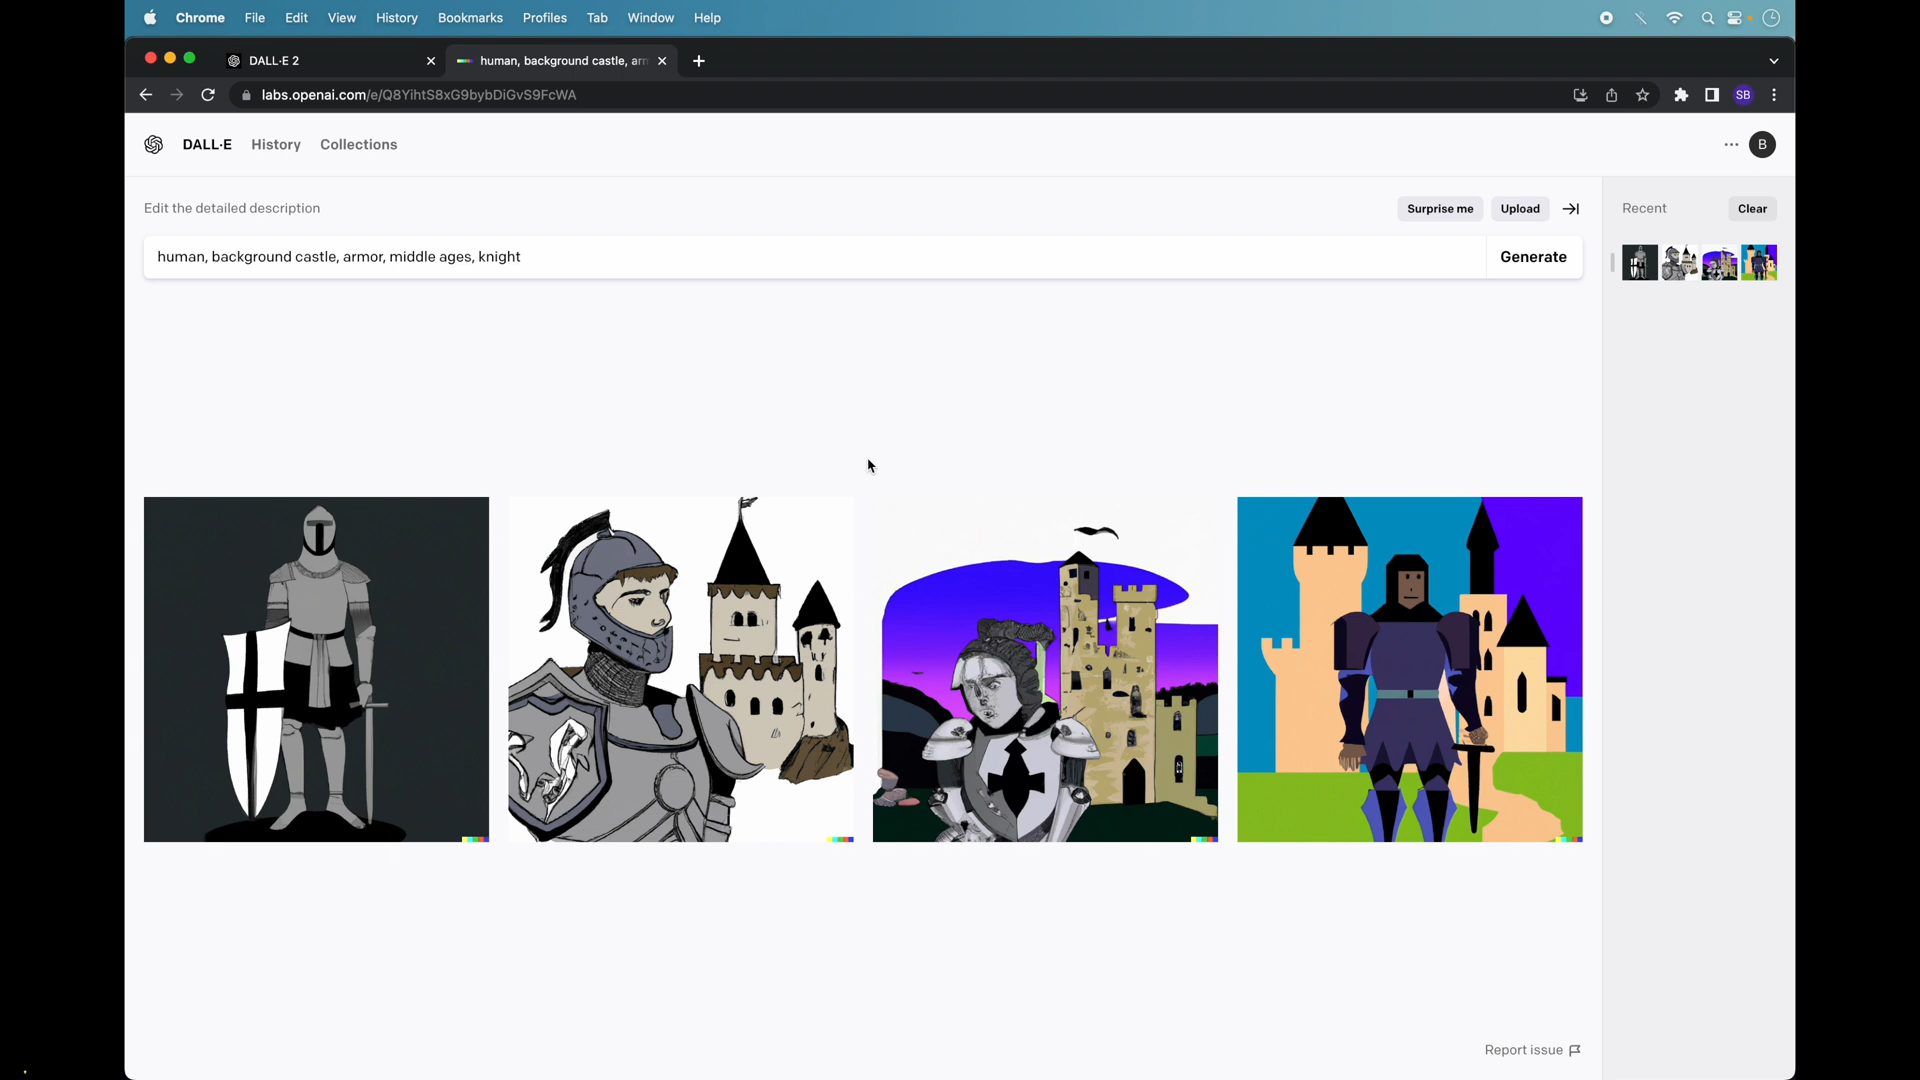 Chrome File Edit View History Bookmarks Profiles Tab Window Help
DALL·E 2
human, background castle, arm
labs.openai.com/e/Q8YihtS8xG9bybDiGvS9FcWA
SB
DALL·E History Collections
B
Edit the detailed description
Surprise me
Upload
Recent
Clear
human, background castle, armor, middle ages, knight
Generate
Report issue